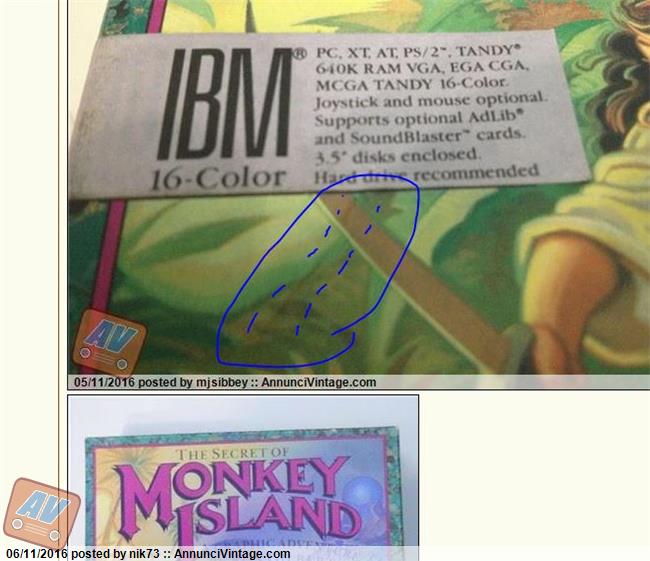 IBM®
16-Color
PC, XT, AT, PS/2™, TANDY®
640K RAM VGA, EGA CGA,
MCGA TANDY 16-Color.
Joystick and mouse optional.
Supports optional AdLib®
and SoundBlaster™ cards.
3.5" disks enclosed.
Hard drive recommended
AV
05/11/2016 posted by mjsibbey :: AnnunciVintage.com
THE SECRET OF
MONKEY
ISLAND
AV
06/11/2016 posted by nik73 :: AnnunciVintage.com